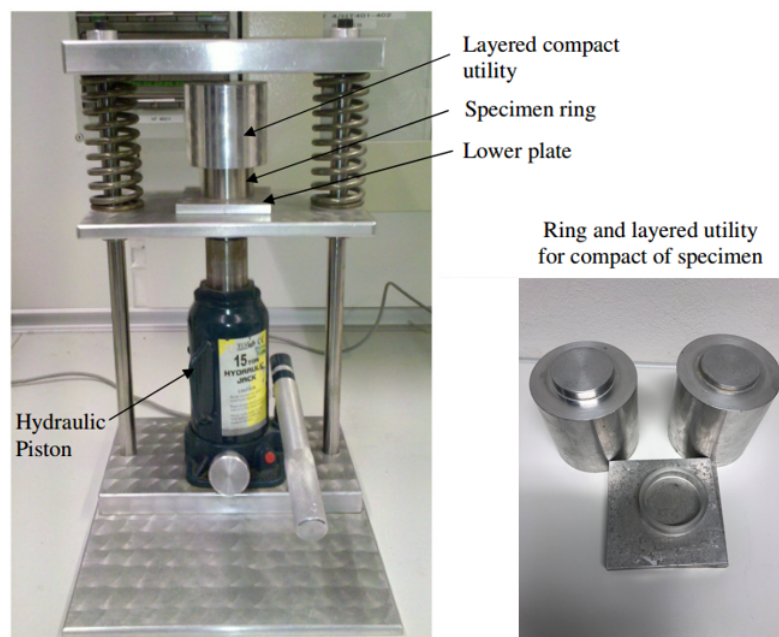 Layered compact
utility
Specimen ring
Lower plate
Ring and layered utility
for compact of specimen
15 TON
HYDRAULIC
JACK
Hydraulic
Piston